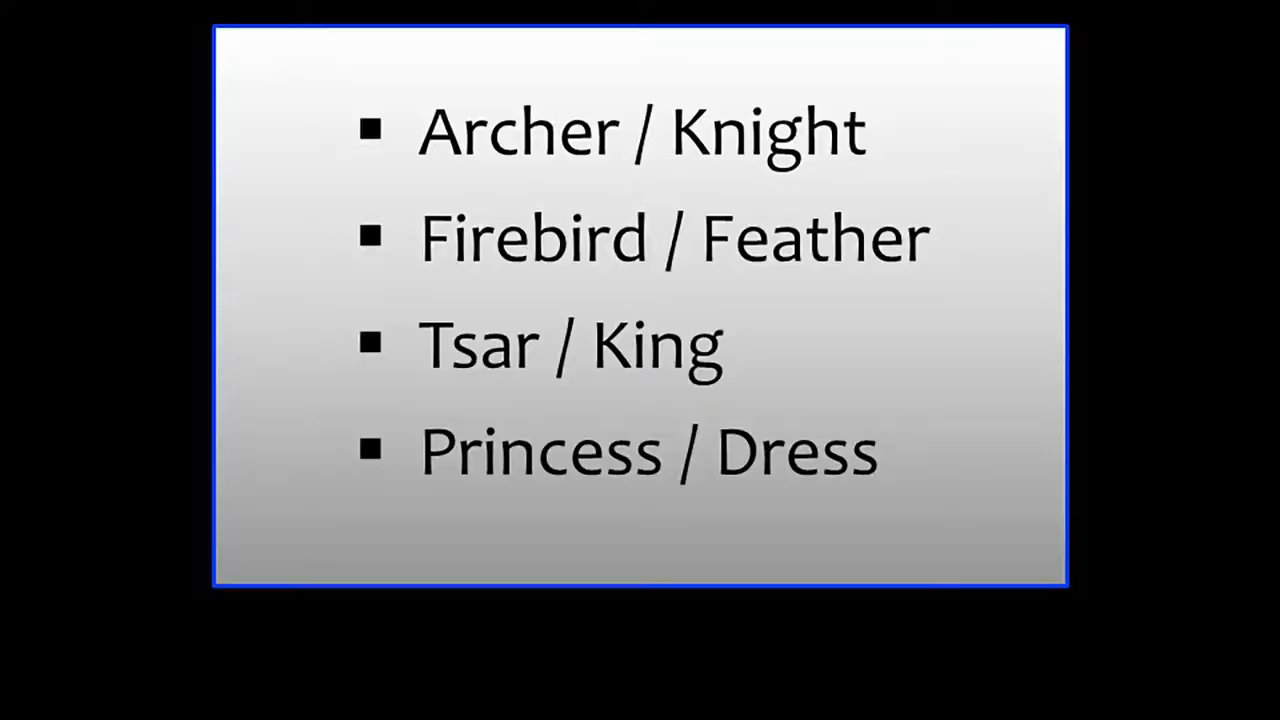 ▪ Archer / Knight
▪ Firebird / Feather
▪ Tsar / King
▪ Princess / Dress